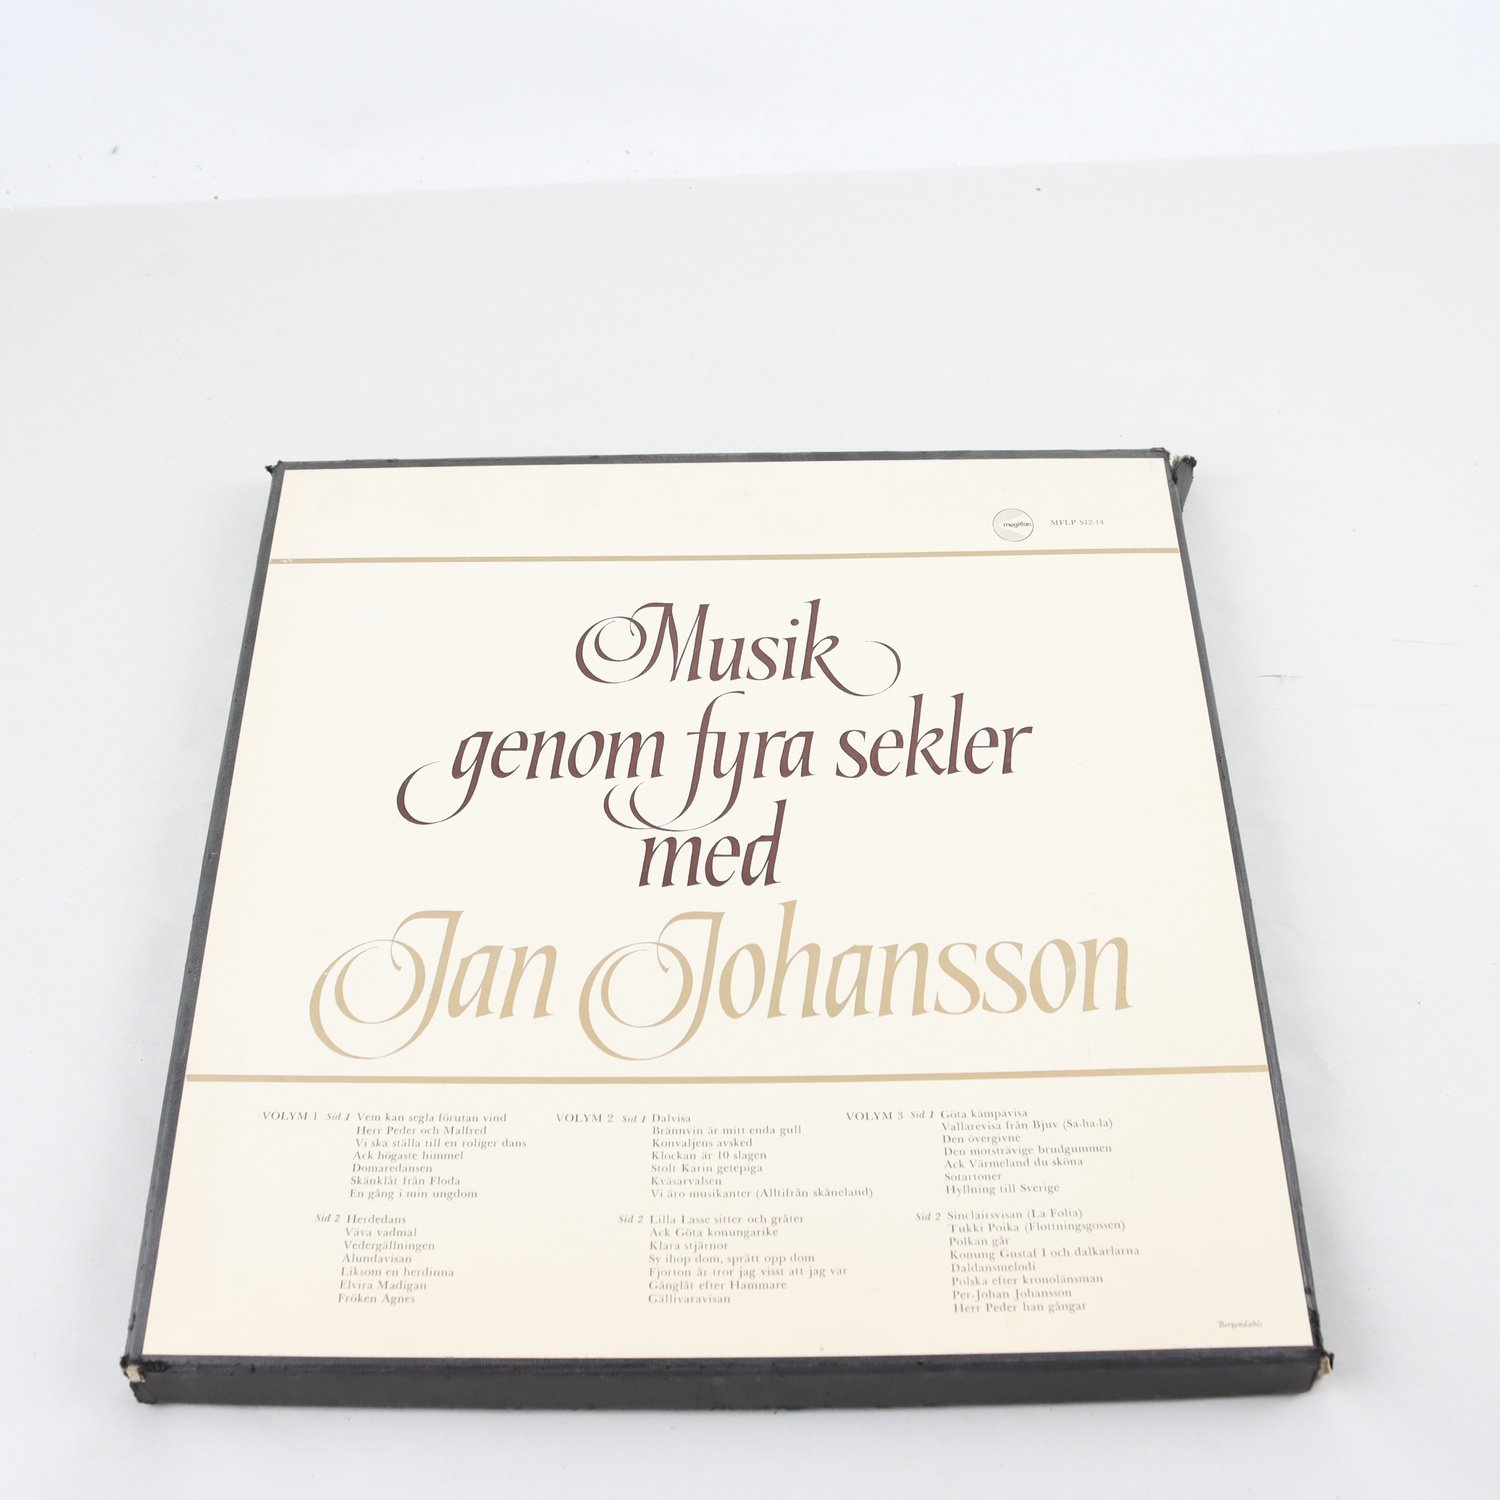 megafon MFLP S12-14
Musik
genom fyra sekler
med
Jan Johansson
VOLYM 1 Sid 1 Vem kan segla förutan vind
Herr Peder och Malfred
Vi ska ställa till en roliger dans
Ack högaste himmel
Domaredansen
Skänklåt från Floda
En gång i min ungdom
Sid 2 Herdedans
Väva vadmal
Vedergällningen
Alundavisan
Liksom en herdinna
Elvira Madigan
Fröken Agnes
VOLYM 2 Sid 1 Dalvisa
Brännvin är mitt enda gull
Konvaljens avsked
Klockan är 10 slagen
Stolt Karin getepiga
Kväsarvalsen
Vi äro musikanter (Alltifrån skåneland)
Sid 2 Lilla Lasse sitter och gråter
Ack Göta konungarike
Klara stjärnor
Sy ihop dom, sprätt opp dom
Fjorton år tror jag visst att jag var
Gånglåt efter Hammare
Gällivaravisan
VOLYM 3 Sid 1 Göta kämpavisa
Vallarevisa från Bjuv (Sa-ha-la)
Den övergivne
Den motsträvige brudgummen
Ack Värmeland du sköna
Sotartoner
Hyllning till Sverige
Sid 2 Sinclairsvisan (La Folia)
Tukki Poika (Flottningsgossen)
Polkan går
Konung Gustaf I och dalkarlarna
Daldansmelodi
Polska efter kronolänsman
Per-Johan Johansson
Herr Peder han gångar
Bergendahls